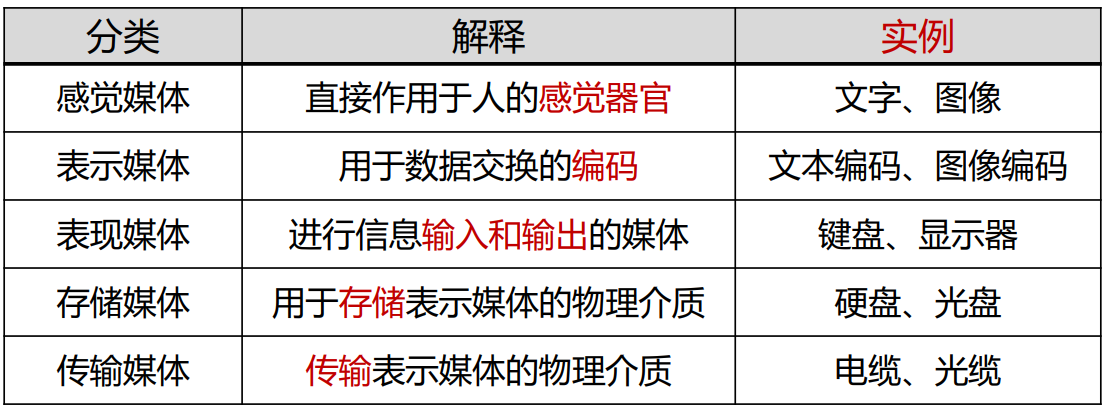 分类 解释 实例
感觉媒体 直接作用于人的感觉器官 文字、图像
表示媒体 用于数据交换的编码 文本编码、图像编码
表现媒体 进行信息输入和输出的媒体 键盘、显示器
存储媒体 用于存储表示媒体的物理介质 硬盘、光盘
传输媒体 传输表示媒体的物理介质 电缆、光缆